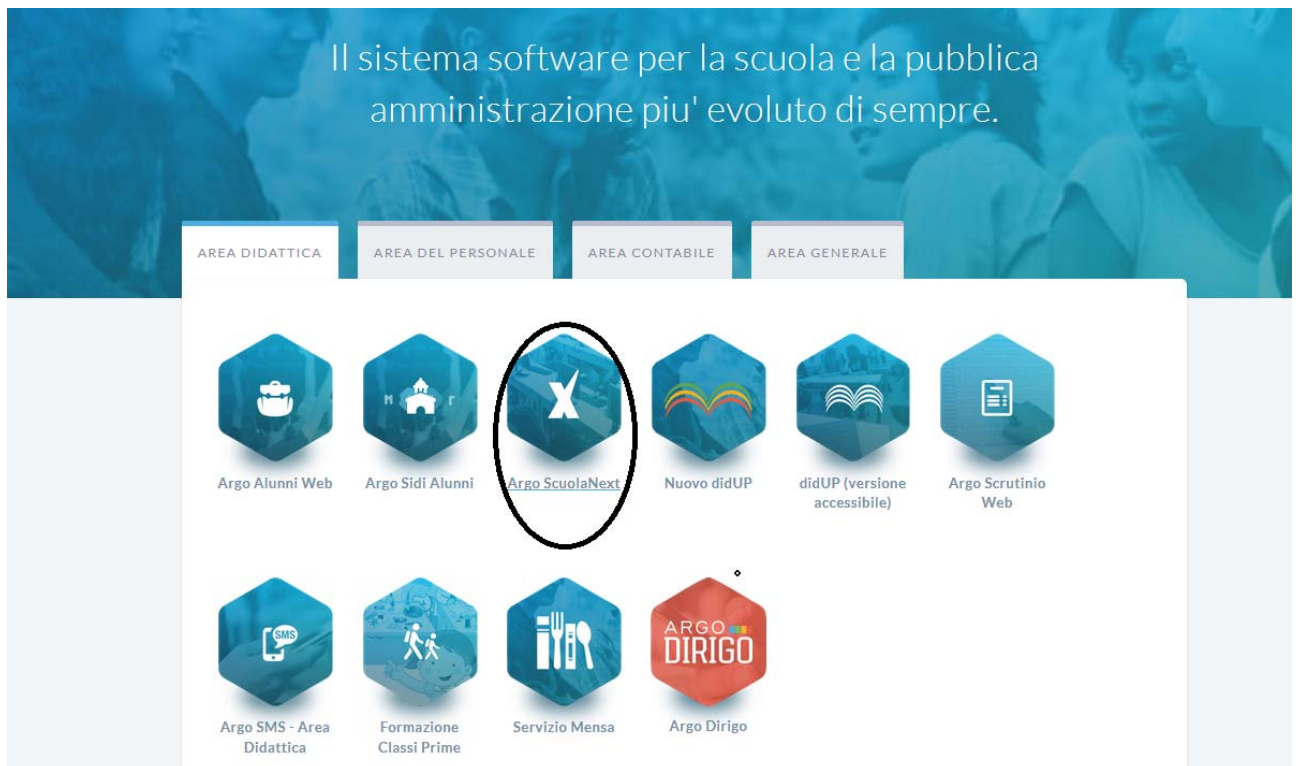 Il sistema software per la scuola e la pubblica
amministrazione piu' evoluto di sempre.
AREA DIDATTICA
AREA DEL PERSONALE
AREA CONTABILE
AREA GENERALE
M
r
X
Argo Alunni Web
Argo Sidi Alunni
Argo ScuolaNext
Nuovo didUP
didUP (versione
accessibile)
Argo Scrutinio
Web
SMS
ARGO
DIRIGO
Argo SMS - Area
Didattica
Formazione
Classi Prime
Servizio Mensa
Argo Dirigo